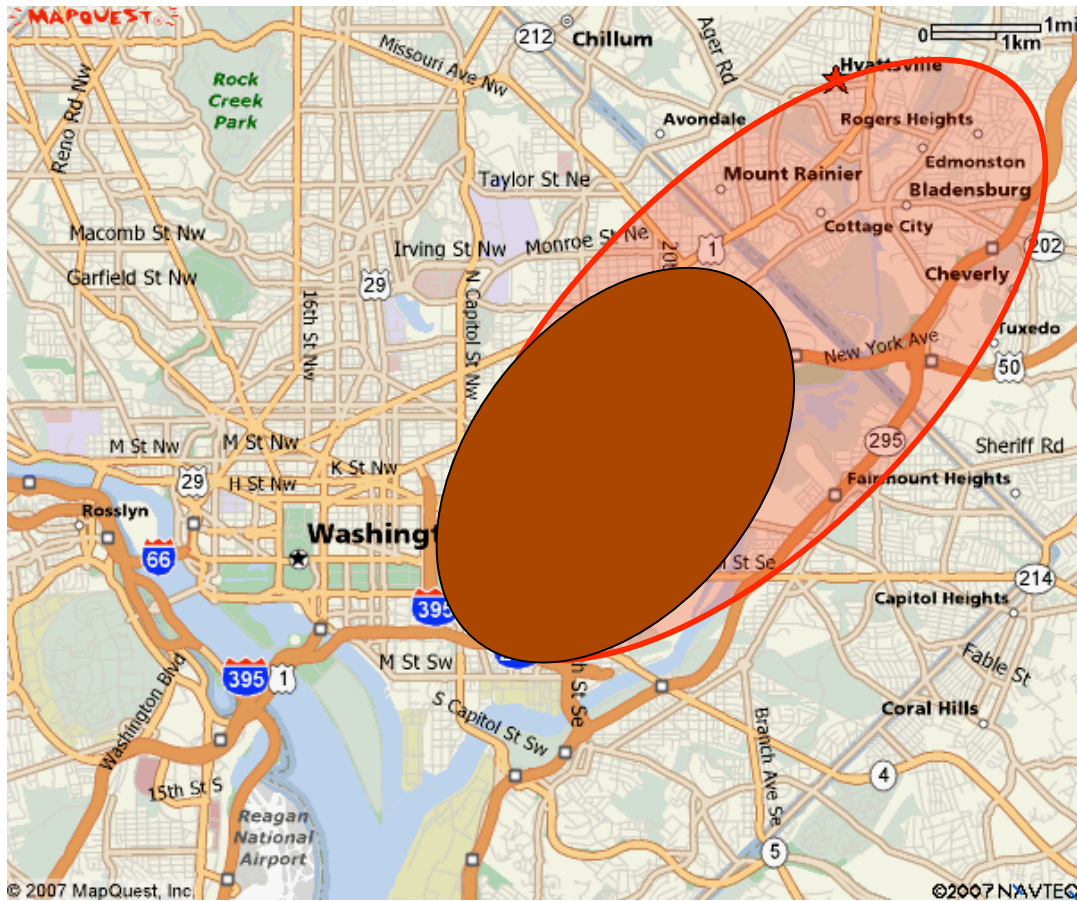 MAPQUEST
212
Chillum
Ager Rd
0
1mi
1km
Missouri Ave Nw
Hyattsville
Reno Rd Nw
Rock
Creek
Park
Avondale
Rogers Heights
Edmonston
Mount Rainier
Taylor St Ne
Bladensburg
Macomb St Nw
Irving St Nw
Monroe St Ne
Cottage City
1
202
Garfield St Nw
29
Cheverly
16th St Nw
N Capitol St Nw
Tuxedo
New York Ave
50
M St Nw
M St Nw
295
Sheriff Rd
K St Nw
29
H St Nw
Fairmount Heights
Rosslyn
66
St Se
214
395
Capitol Heights
M St Sw
Fable St
395
1
St Se
S Capitol St Sw
Washington Blvd
Coral Hills
Branch Ave Se
4
15th St S
Reagan
National
Airport
5
© 2007 MapQuest, Inc.
©2007 NAVTEQ